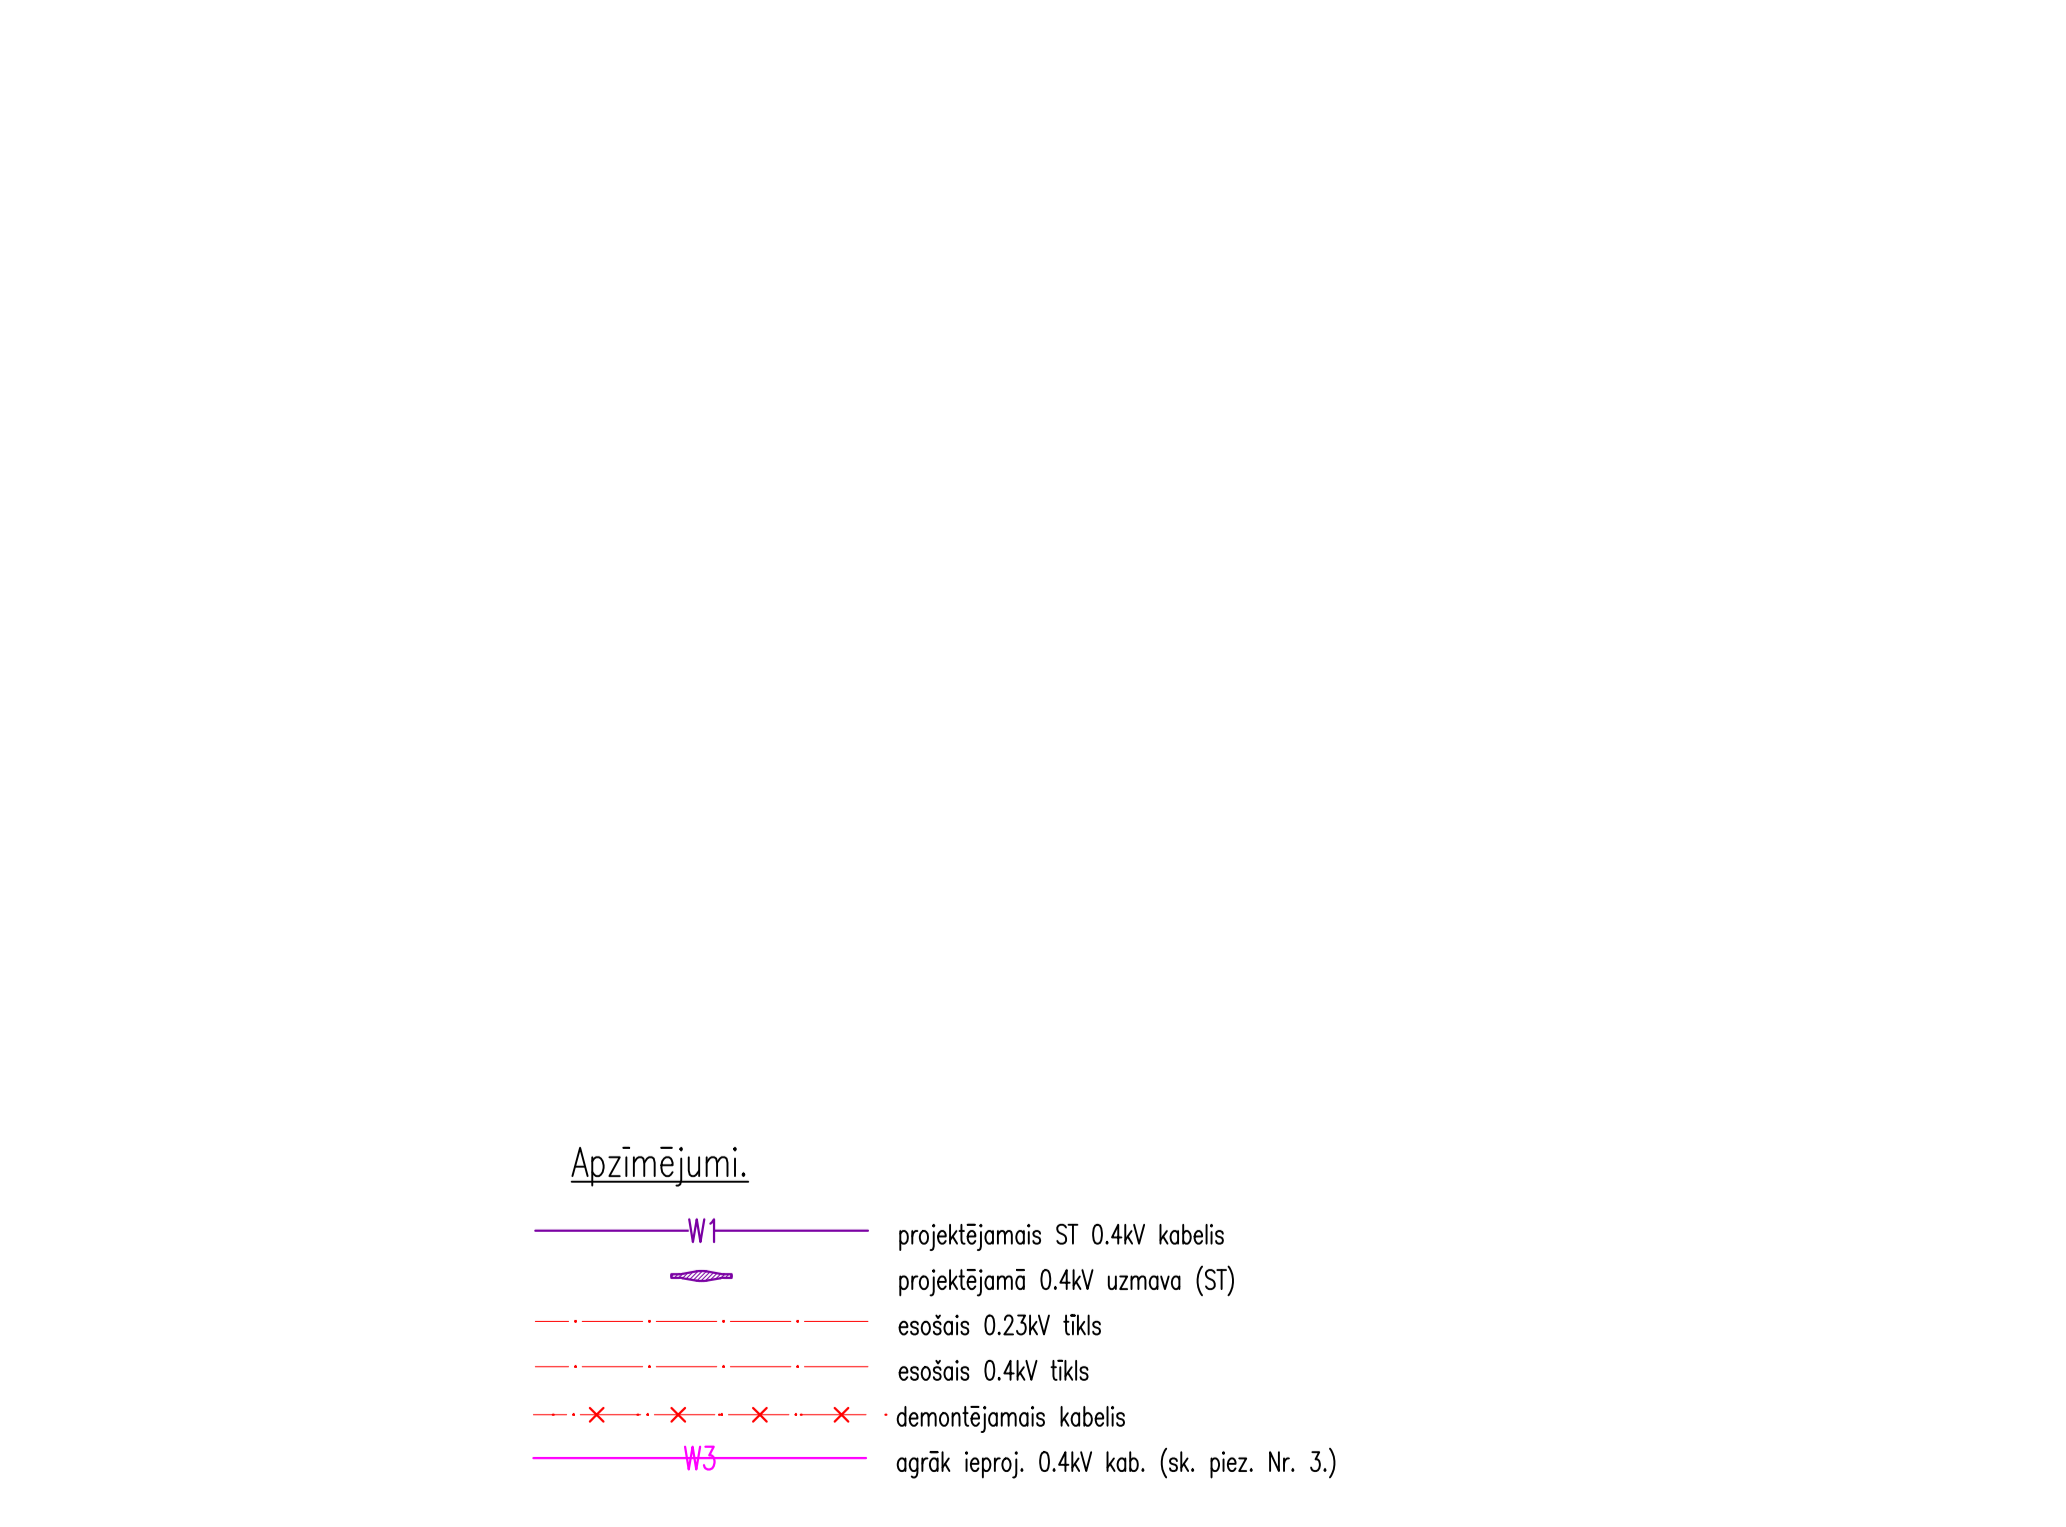 Apzīmējumi.
W1 projektējamais ST 0.4kV kabelis
projektējamā 0.4kV uzmava (ST)
esošais 0.23kV tīkls
esošais 0.4kV tīkls
demontējamais kabelis
W3 agrāk ieproj. 0.4kV kab. (sk. piez. Nr. 3.)